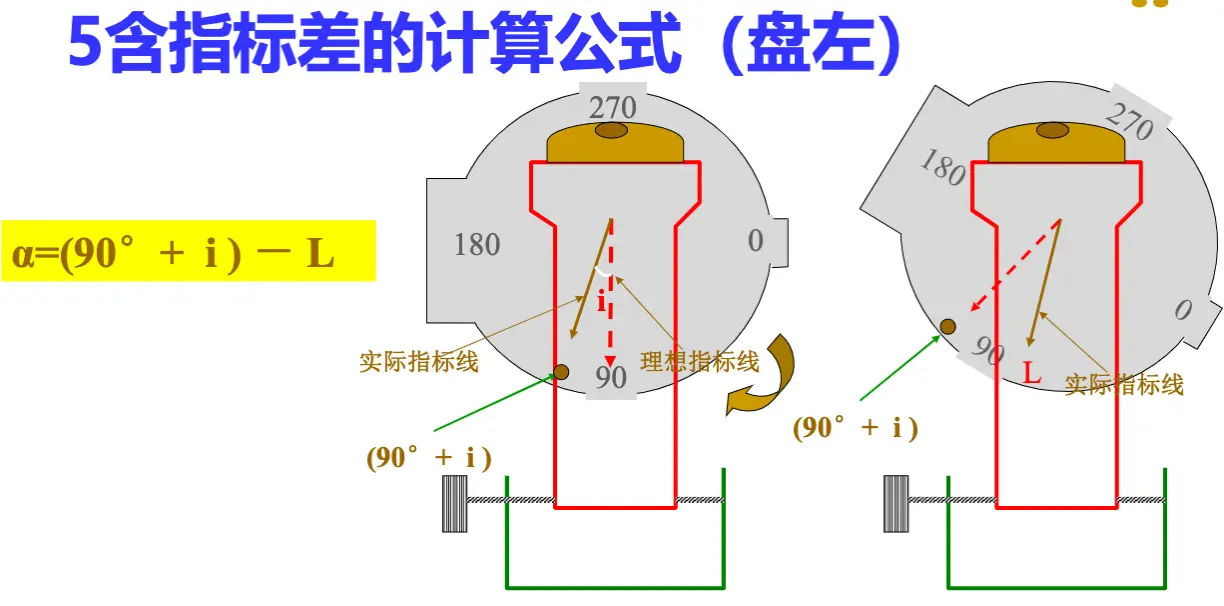 5含指标差的计算公式（盘左）
α=(90°+ i )－L
270
180
0
i
实际指标线
理想指标线
90
(90°+ i )
270
180
0
90
L
实际指标线
(90°+ i )